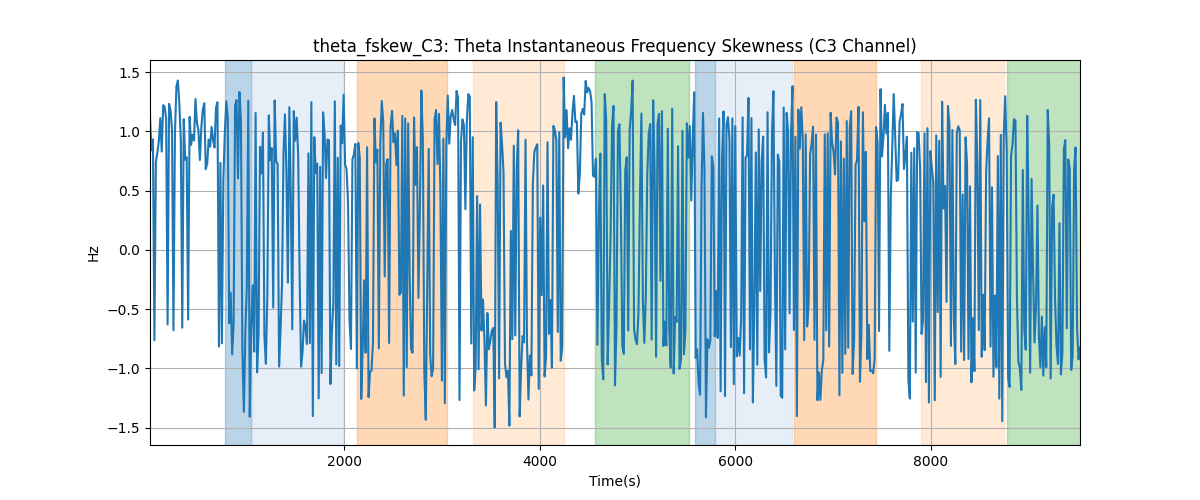 theta_fskew_C3: Theta Instantaneous Frequency Skewness (C3 Channel)
1.5
1.0
0.5
0.0
−0.5
−1.0
−1.5
Hz
2000 4000 6000 8000
Time(s)